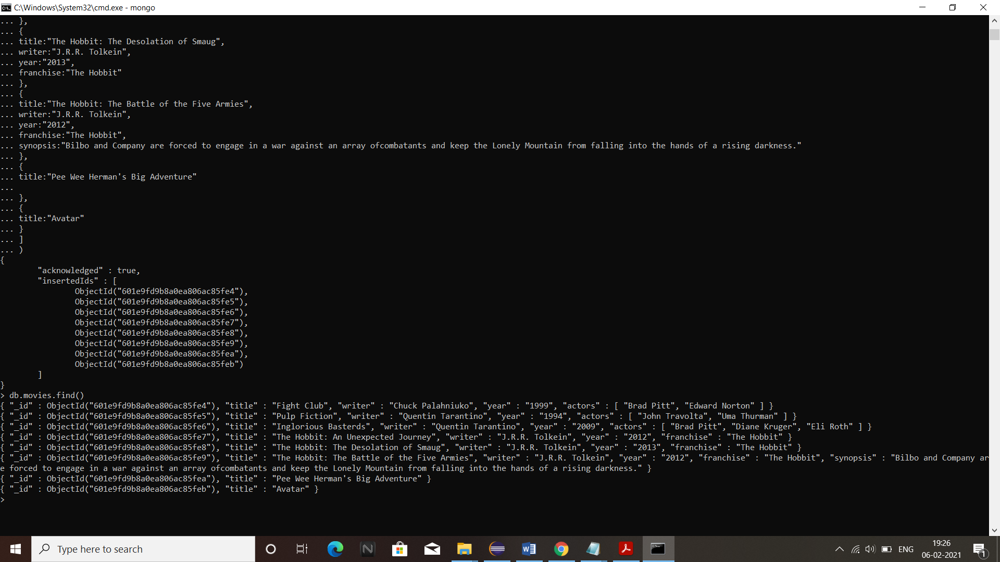 C:\Windows\System32\cmd.exe - mongo
... },
... {
... title:"The Hobbit: The Desolation of Smaug",
... writer:"J.R.R. Tolkein",
... year:"2013",
... franchise:"The Hobbit"
... },
... {
... title:"The Hobbit: The Battle of the Five Armies",
... writer:"J.R.R. Tolkein",
... year:"2012",
... franchise:"The Hobbit",
... synopsis:"Bilbo and Company are forced to engage in a war against an array ofcombatants and keep the Lonely Mountain from falling into the hands of a rising darkness."
... },
... {
... title:"Pee Wee Herman's Big Adventure"
...
... },
... {
... title:"Avatar"
... }
... ]
... )
{
        "acknowledged" : true,
        "insertedIds" : [
                ObjectId("601e9fd9b8a0ea806ac85fe4"),
                ObjectId("601e9fd9b8a0ea806ac85fe5"),
                ObjectId("601e9fd9b8a0ea806ac85fe6"),
                ObjectId("601e9fd9b8a0ea806ac85fe7"),
                ObjectId("601e9fd9b8a0ea806ac85fe8"),
                ObjectId("601e9fd9b8a0ea806ac85fe9"),
                ObjectId("601e9fd9b8a0ea806ac85fea"),
                ObjectId("601e9fd9b8a0ea806ac85feb")
        ]
}
> db.movies.find()
{ "_id" : ObjectId("601e9fd9b8a0ea806ac85fe4"), "title" : "Fight Club", "writer" : "Chuck Palahniuko", "year" : "1999", "actors" : [ "Brad Pitt", "Edward Norton" ] }
{ "_id" : ObjectId("601e9fd9b8a0ea806ac85fe5"), "title" : "Pulp Fiction", "writer" : "Quentin Tarantino", "year" : "1994", "actors" : [ "John Travolta", "Uma Thurman" ] }
{ "_id" : ObjectId("601e9fd9b8a0ea806ac85fe6"), "title" : "Inglorious Basterds", "writer" : "Quentin Tarantino", "year" : "2009", "actors" : [ "Brad Pitt", "Diane Kruger", "Eli Roth" ] }
{ "_id" : ObjectId("601e9fd9b8a0ea806ac85fe7"), "title" : "The Hobbit: An Unexpected Journey", "writer" : "J.R.R. Tolkein", "year" : "2012", "franchise" : "The Hobbit" }
{ "_id" : ObjectId("601e9fd9b8a0ea806ac85fe8"), "title" : "The Hobbit: The Desolation of Smaug", "writer" : "J.R.R. Tolkein", "year" : "2013", "franchise" : "The Hobbit" }
{ "_id" : ObjectId("601e9fd9b8a0ea806ac85fe9"), "title" : "The Hobbit: The Battle of the Five Armies", "writer" : "J.R.R. Tolkein", "year" : "2012", "franchise" : "The Hobbit", "synopsis" : "Bilbo and Company ar
e forced to engage in a war against an array ofcombatants and keep the Lonely Mountain from falling into the hands of a rising darkness." }
{ "_id" : ObjectId("601e9fd9b8a0ea806ac85fea"), "title" : "Pee Wee Herman's Big Adventure" }
{ "_id" : ObjectId("601e9fd9b8a0ea806ac85feb"), "title" : "Avatar" }
>
Type here to search
ENG
19:26
06-02-2021
1